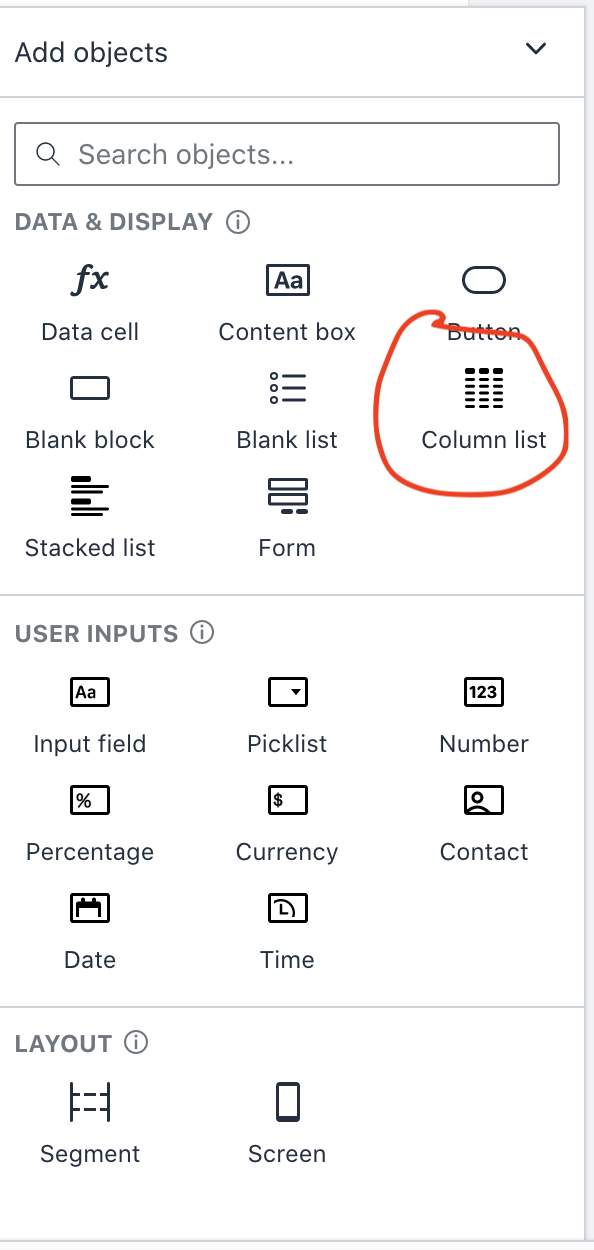 Add objects
Search objects...
DATA & DISPLAY
fx
Aa
Data cell Content box Button
Blank block Blank list Column list
Stacked list Form
USER INPUTS
Aa
123
Input field Picklist Number
% $
Percentage Currency Contact
Date Time
LAYOUT
Segment Screen